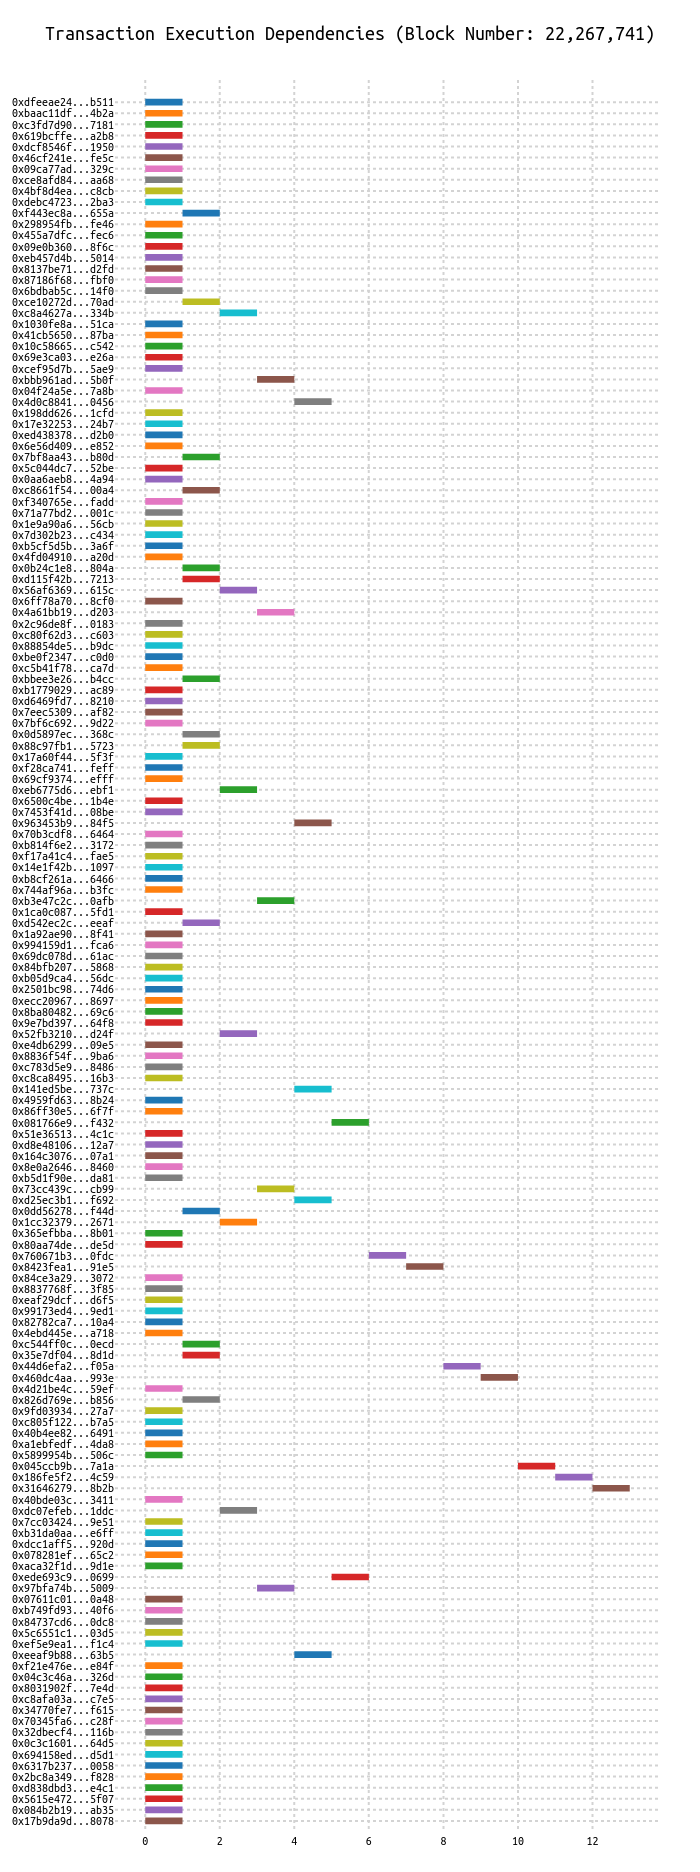 Transaction Execution Dependencies (Block Number: 22,267,741)
0xdfeeae24...b511
0xbaac11df...4b2a
0xc3fd7d90...7181
0x619bcffe...a2b8
0xdcf8546f...1950
0x46cf241e...fe5c
0x09ca77ad...329c
0xce8afd84...aa68
0x4bf8d4ea...c8cb
0xdebc4723...2ba3
0xf443ec8a...655a
0x298954fb...fe46
0x455a7dfc...fec6
0x09e0b360...8f6c
0xeb457d4b...5014
0x8137be71...d2fd
0x87186f68...fbf0
0x6bdbab5c...14f0
0xce10272d...70ad
0xc8a4627a...334b
0x1030fe8a...51ca
0x41cb5650...87ba
0x10c58665...c542
0x69e3ca03...e26a
0xcef95d7b...5ae9
0xbbb961ad...5b0f
0x04f24a5e...7a8b
0x4d0c8841...0456
0x198dd626...1cfd
0x17e32253...24b7
0xed438378...d2b0
0x6e56d409...e852
0x7bf8aa43...b80d
0x5c044dc7...52be
0x0aa6aeb8...4a94
0xc8661f54...00a4
0xf340765e...fadd
0x71a77bd2...001c
0x1e9a90a6...56cb
0x7d302b23...c434
0xb5cf5d5b...3a6f
0x4fd04910...a20d
0x0b24c1e8...804a
0xd115f42b...7213
0x56af6369...615c
0x6ff78a70...8cf0
0x4a61bb19...d203
0x2c96de8f...0183
0xc80f62d3...c603
0x88854de5...b9dc
0xbe0f2347...c0d0
0xc5b41f78...ca7d
0xbbee3e26...b4cc
0xb1779029...ac89
0xd6469fd7...8210
0x7eec5309...af82
0x7bf6c692...9d22
0x0d5897ec...368c
0x88c97fb1...5723
0x17a60f44...5f3f
0xf28ca741...feff
0x69cf9374...efff
0xeb6775d6...ebf1
0x6500c4be...1b4e
0x7453f41d...08be
0x963453b9...84f5
0x70b3cdf8...6464
0xb814f6e2...3172
0xf17a41c4...fae5
0x14e1f42b...1097
0xb8cf261a...6466
0x744af96a...b3fc
0xb3e47c2c...0afb
0x1ca0c087...5fd1
0xd542ec2c...eeaf
0x1a92ae90...8f41
0x994159d1...fca6
0x69dc078d...61ac
0x84bfb207...5868
0xb05d9ca4...56dc
0x2501bc98...74d6
0xecc20967...8697
0x8ba80482...69c6
0x9e7bd397...64f8
0x52fb3210...d24f
0xe4db6299...09e5
0x8836f54f...9ba6
0xc783d5e9...8486
0xc8ca8495...16b3
0x141ed5be...737c
0x4959fd63...8b24
0x86ff30e5...6f7f
0x081766e9...f432
0x51e36513...4c1c
0xd8e48106...12a7
0x164c3076...07a1
0x8e0a2646...8460
0xb5d1f90e...da81
0x73cc439c...cb99
0xd25ec3b1...f692
0x0dd56278...f44d
0x1cc32379...2671
0x365efbba...8b01
0x80aa74de...de5d
0x760671b3...0fdc
0x8423fea1...91e5
0x84ce3a29...3072
0x8837768f...3f85
0xeaf29dcf...d6f5
0x99173ed4...9ed1
0x82782ca7...10a4
0x4ebd445e...a718
0xc544ff0c...0ecd
0x35e7df04...8d1d
0x44d6efa2...f05a
0x460dc4aa...993e
0x4d21be4c...59ef
0x826d769e...b856
0x9fd03934...27a7
0xc805f122...b7a5
0x40b4ee82...6491
0xa1ebfedf...4da8
0x5899954b...506c
0x045ccb9b...7a1a
0x186fe5f2...4c59
0x31646279...8b2b
0x40bde03c...3411
0xdc07efeb...1ddc
0x7cc03424...9e51
0xb31da0aa...e6ff
0xdcc1aff5...920d
0x078281ef...65c2
0xaca32f1d...9d1e
0xede693c9...0699
0x97bfa74b...5009
0x07611c01...0a48
0xb749fd93...40f6
0x84737cd6...0dc8
0x5c6551c1...03d5
0xef5e9ea1...f1c4
0xeeaf9b88...63b5
0xf21e476e...e84f
0x04c3c46a...326d
0x8031902f...7e4d
0xc8afa03a...c7e5
0x34770fe7...f615
0x70345fa6...c28f
0x32dbecf4...116b
0x0c3c1601...64d5
0x694158ed...d5d1
0x6317b237...0058
0x2bc8a349...f828
0xd838dbd3...e4c1
0x5615e472...5f07
0x084b2b19...ab35
0x17b9da9d...8078
0 2 4 6 8 10 12